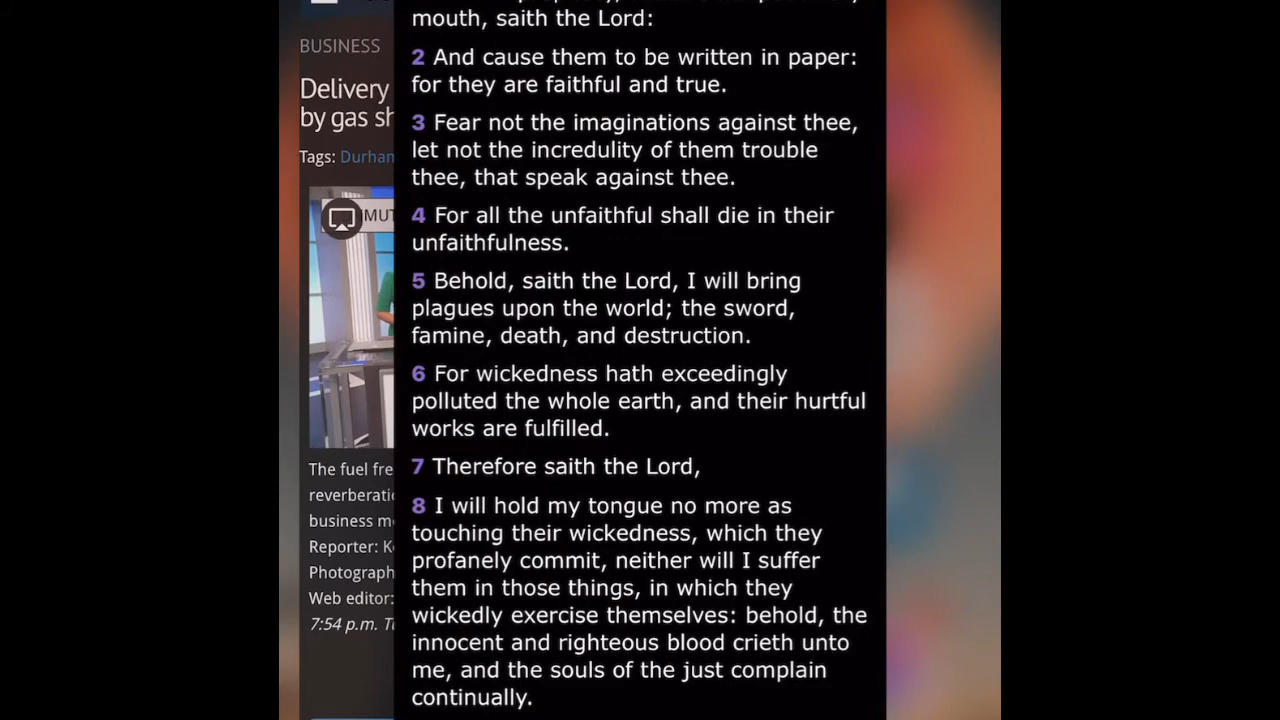 BUSINESS
Delivery
by gas sh
Tags: Durhan
MUT
The fuel fre
reverberati
business m
Reporter: K
Photograph
Web editor:
7:54 p.m. Tu
mouth, saith the Lord:
2 And cause them to be written in paper:
for they are faithful and true.
3 Fear not the imaginations against thee,
let not the incredulity of them trouble
thee, that speak against thee.
4 For all the unfaithful shall die in their
unfaithfulness.
5 Behold, saith the Lord, I will bring
plagues upon the world; the sword,
famine, death, and destruction.
6 For wickedness hath exceedingly
polluted the whole earth, and their hurtful
works are fulfilled.
7 Therefore saith the Lord,
8 I will hold my tongue no more as
touching their wickedness, which they
profanely commit, neither will I suffer
them in those things, in which they
wickedly exercise themselves: behold, the
innocent and righteous blood crieth unto
me, and the souls of the just complain
continually.